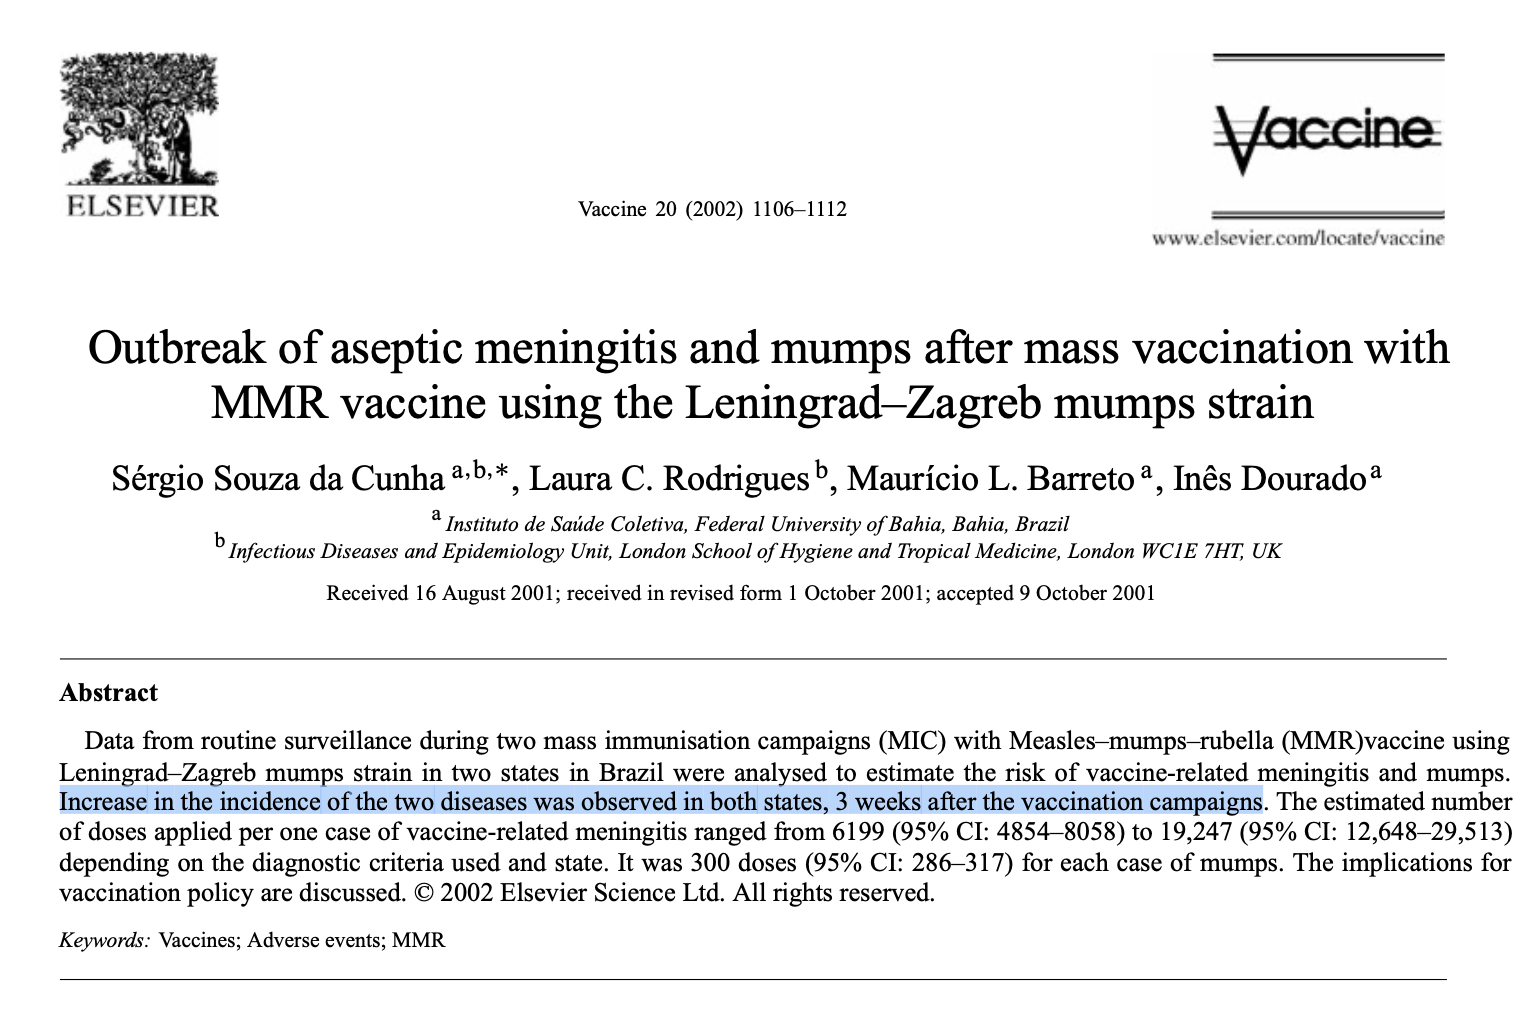 ELSEVIER
Vaccine 20 (2002) 1106–1112
Vaccine
www.elsevier.com/locate/vaccine
Outbreak of aseptic meningitis and mumps after mass vaccination with
MMR vaccine using the Leningrad–Zagreb mumps strain
Sérgio Souza da Cunha a,b,*, Laura C. Rodrigues b, Maurício L. Barreto a, Inês Dourado a
a Instituto de Saúde Coletiva, Federal University of Bahia, Bahia, Brazil
b Infectious Diseases and Epidemiology Unit, London School of Hygiene and Tropical Medicine, London WC1E 7HT, UK
Received 16 August 2001; received in revised form 1 October 2001; accepted 9 October 2001
Abstract
Data from routine surveillance during two mass immunisation campaigns (MIC) with Measles–mumps–rubella (MMR)vaccine using
Leningrad–Zagreb mumps strain in two states in Brazil were analysed to estimate the risk of vaccine-related meningitis and mumps.
Increase in the incidence of the two diseases was observed in both states, 3 weeks after the vaccination campaigns. The estimated number
of doses applied per one case of vaccine-related meningitis ranged from 6199 (95% CI: 4854–8058) to 19,247 (95% CI: 12,648–29,513)
depending on the diagnostic criteria used and state. It was 300 doses (95% CI: 286–317) for each case of mumps. The implications for
vaccination policy are discussed. © 2002 Elsevier Science Ltd. All rights reserved.
Keywords: Vaccines; Adverse events; MMR